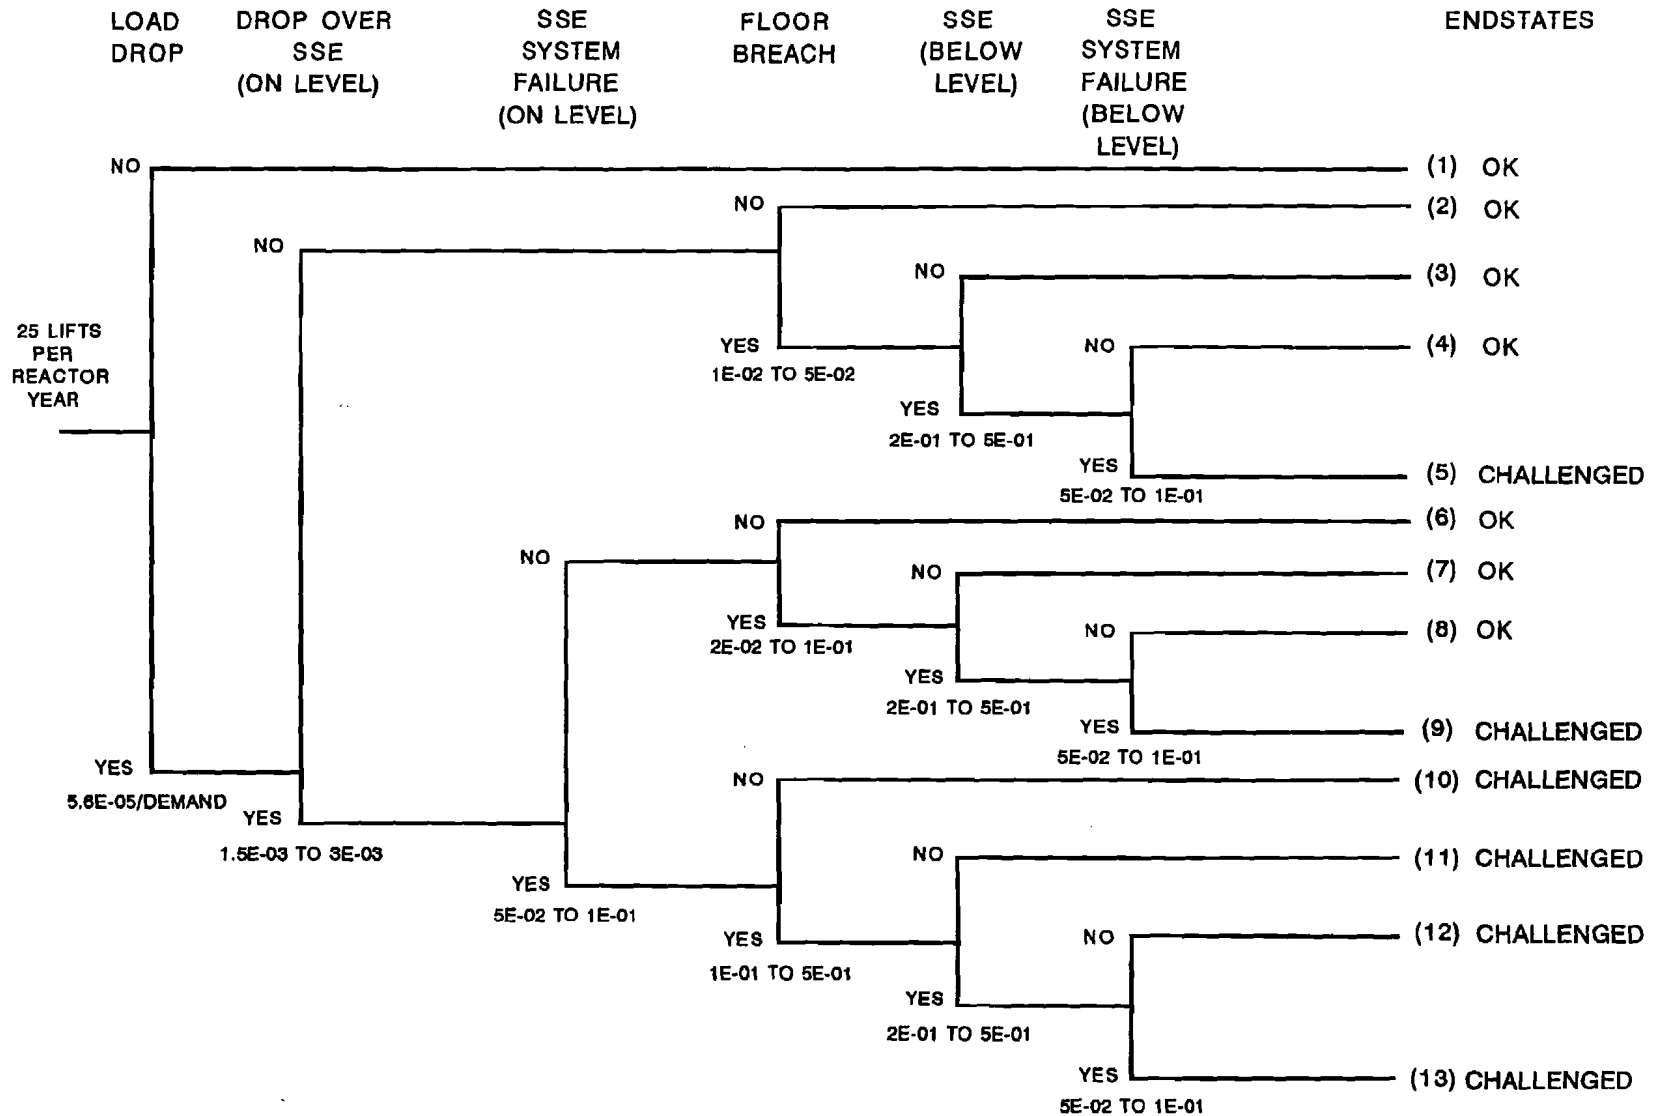 LOAD
DROP
DROP OVER
SSE
(ON LEVEL)
SSE
SYSTEM
FAILURE
(ON LEVEL)
FLOOR
BREACH
SSE
(BELOW
LEVEL)
SSE
SYSTEM
FAILURE
(BELOW
LEVEL)
ENDSTATES
NO
(1) OK
NO
(2) OK
NO
NO
(3) OK
25 LIFTS
PER
REACTOR
YEAR
YES
1E-02 TO 5E-02
NO
(4) OK
YES
2E-01 TO 5E-01
YES
5E-02 TO 1E-01
(5) CHALLENGED
NO
(6) OK
NO
NO
(7) OK
YES
2E-02 TO 1E-01
NO
(8) OK
YES
2E-01 TO 5E-01
YES
5E-02 TO 1E-01
(9) CHALLENGED
YES
5.6E-05/DEMAND
NO
(10) CHALLENGED
YES
1.5E-03 TO 3E-03
NO
(11) CHALLENGED
YES
5E-02 TO 1E-01
YES
1E-01 TO 5E-01
NO
(12) CHALLENGED
YES
2E-01 TO 5E-01
YES
5E-02 TO 1E-01
(13) CHALLENGED